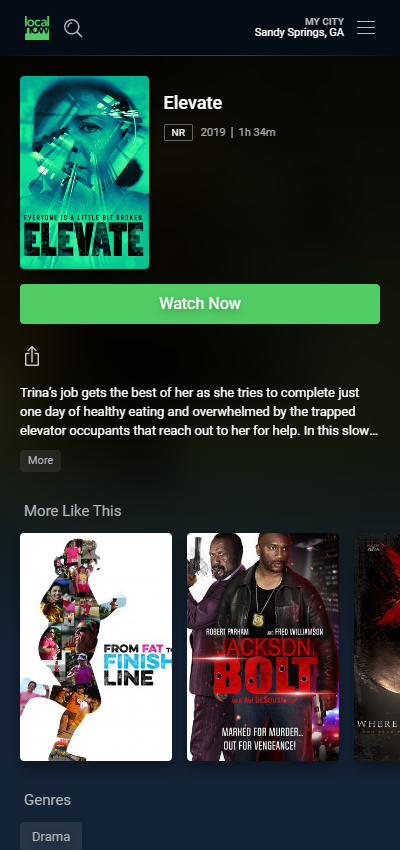 local
now
MY CITY
Sandy Springs, GA
Elevate
NR 2019 | 1h 34m
EVERYONE IS A LITTLE BIT BROKEN
ELEVATE
Watch Now
Trina's job gets the best of her as she tries to complete just
one day of healthy eating and overwhelmed by the trapped
elevator occupants that reach out to her for help. In this slow...
More
More Like This
FROM FAT TO
FINISH
LINE
ROBERT PARHAM AND FRED WILLIAMSON
JACKSON
BOLT
MARKED FOR MURDER...
OUT FOR VENGEANCE!
WHERE
Genres
Drama